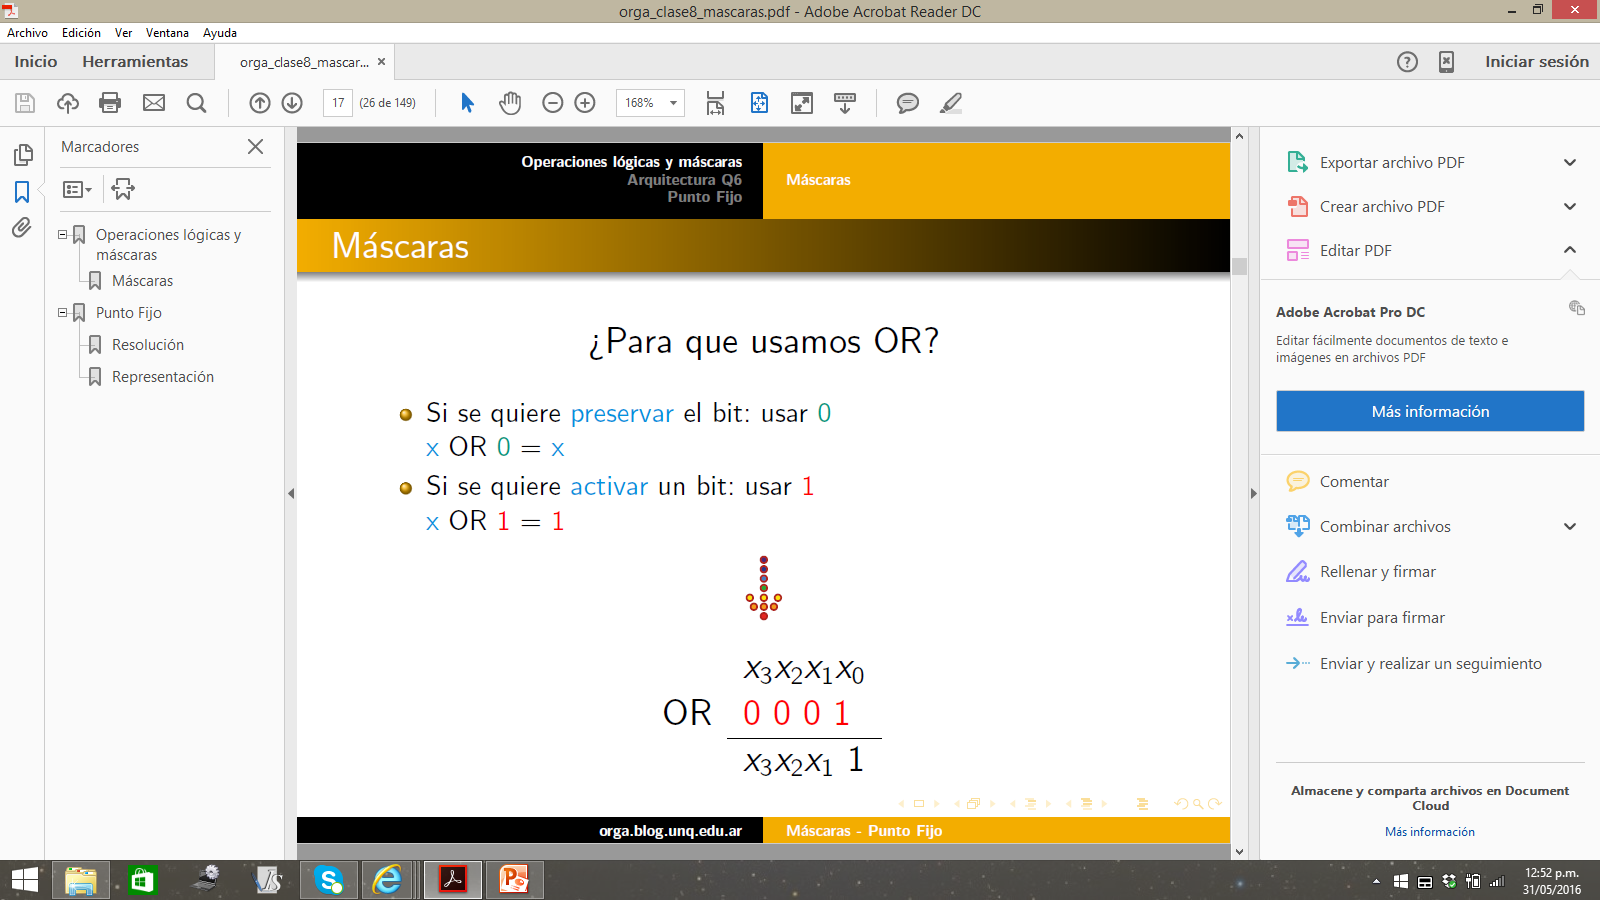 orga_clase8_mascaras.pdf - Adobe Acrobat Reader DC
Archivo Edición Ver Ventana Ayuda
Inicio Herramientas orga_clase8_mascar... × Iniciar sesión
17 (26 de 149) 168%
Marcadores
Operaciones lógicas y
máscaras
Máscaras
Punto Fijo
Resolución
Representación
Operaciones lógicas y máscaras
Arquitectura Q6
Punto Fijo
Máscaras
Máscaras
¿Para que usamos OR?
Si se quiere preservar el bit: usar 0
x OR 0 = x
Si se quiere activar un bit: usar 1
x OR 1 = 1
x₃x₂x₁x₀
OR 0 0 0 1
x₃x₂x₁ 1
orga.blog.unq.edu.ar
Máscaras - Punto Fijo
Exportar archivo PDF
Crear archivo PDF
Editar PDF
Adobe Acrobat Pro DC
Editar fácilmente documentos de texto e
imágenes en archivos PDF
Más información
Comentar
Combinar archivos
Rellenar y firmar
Enviar para firmar
Enviar y realizar un seguimiento
Almacene y comparta archivos en Document
Cloud
Más información
12:52 p.m.
31/05/2016